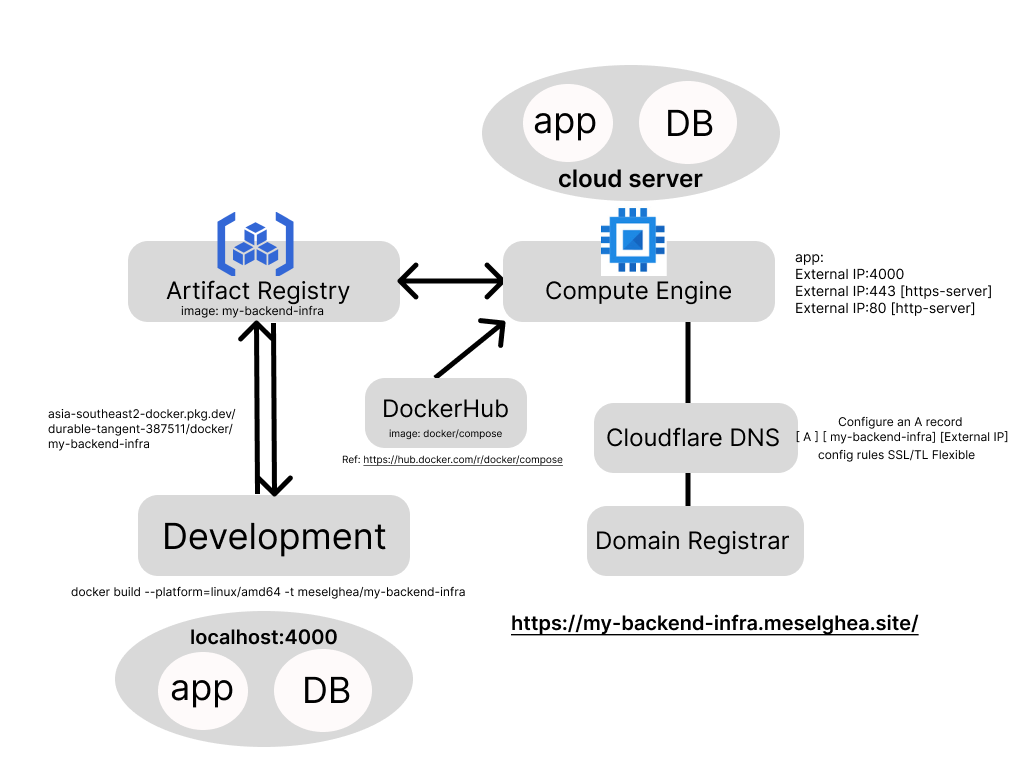 app
DB
cloud server
Artifact Registry
image: my-backend-infra
Compute Engine
app:
External IP:4000
External IP:443 [https-server]
External IP:80 [http-server]
DockerHub
image: docker/compose
Ref: https://hub.docker.com/r/docker/compose
asia-southeast2-docker.pkg.dev/
durable-tangent-387511/docker/
my-backend-infra
Cloudflare DNS
Configure an A record
[ A ] [ my-backend-infra] [External IP]
config rules SSL/TL Flexible
Development
Domain Registrar
docker build --platform=linux/amd64 -t meselghea/my-backend-infra
https://my-backend-infra.meselghea.site/
localhost:4000
app
DB